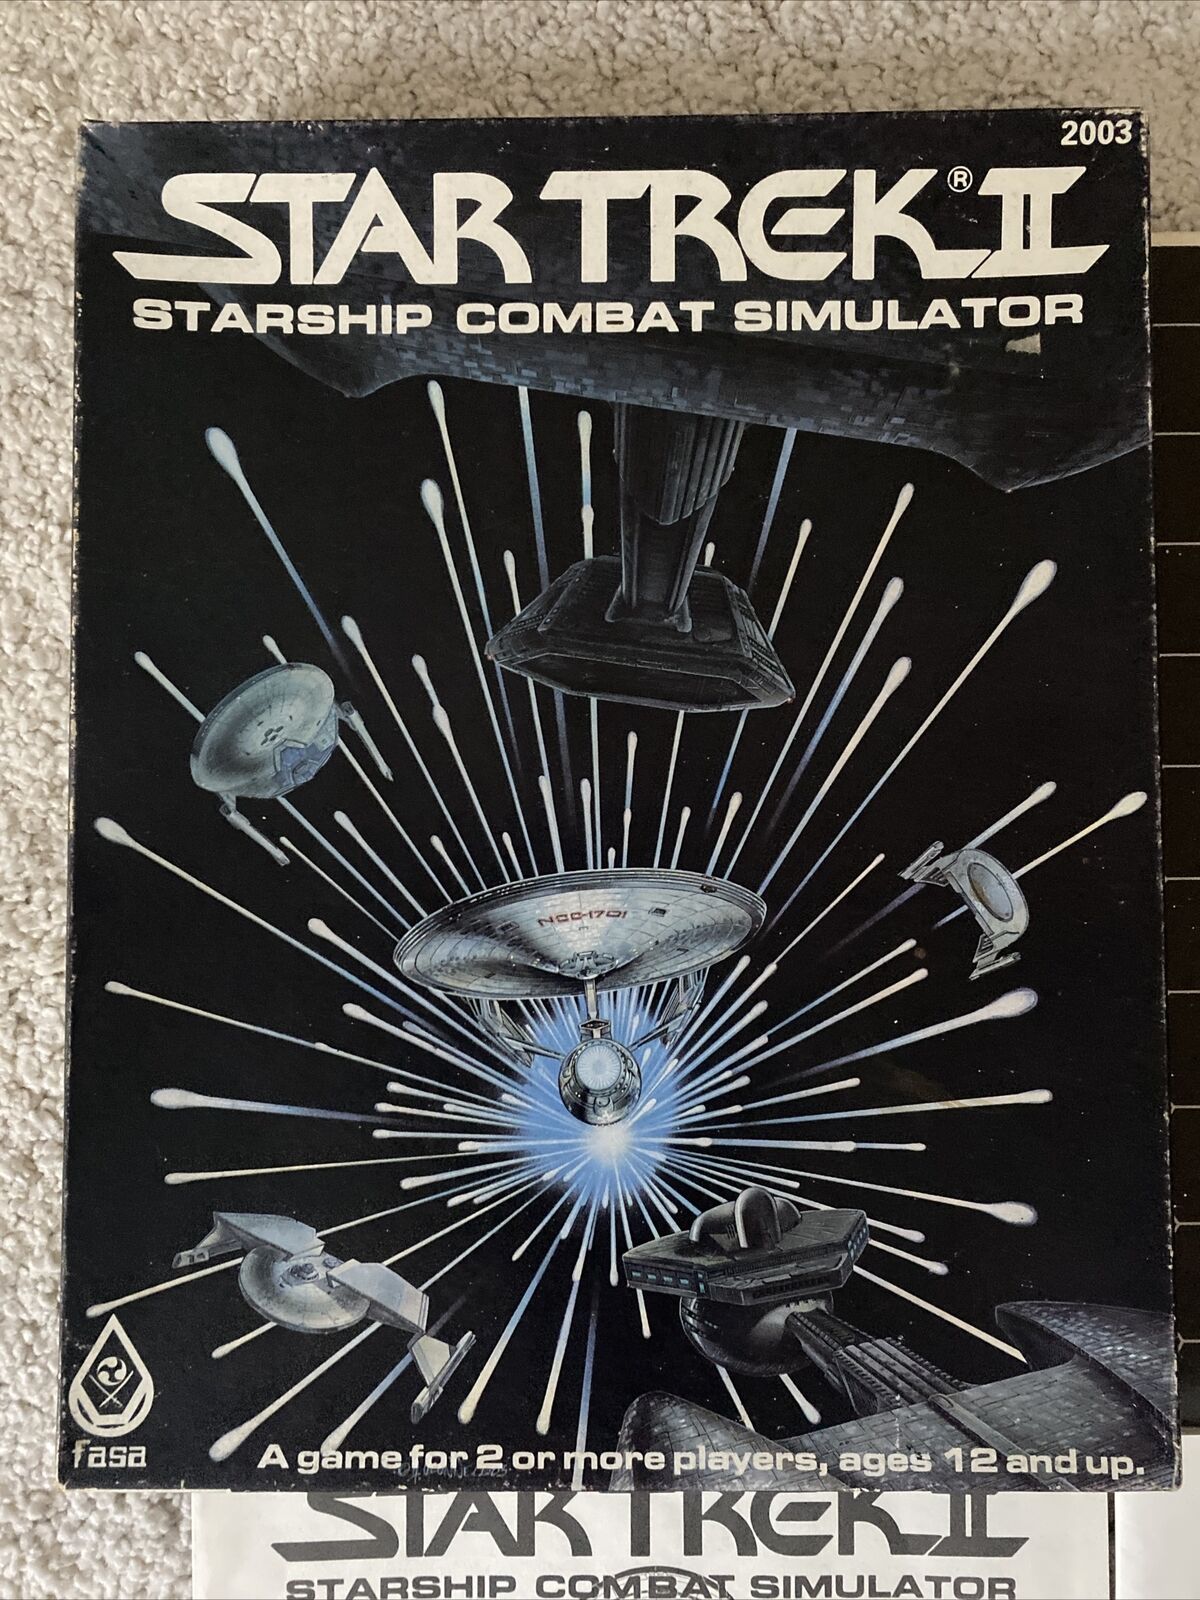 2003
STAR TREK® II
STARSHIP COMBAT SIMULATOR
NCC-1701
fasa
A game for 2 or more players, ages 12 and up.
STAR TREK II
STARSHIP COMBAT SIMULATOR